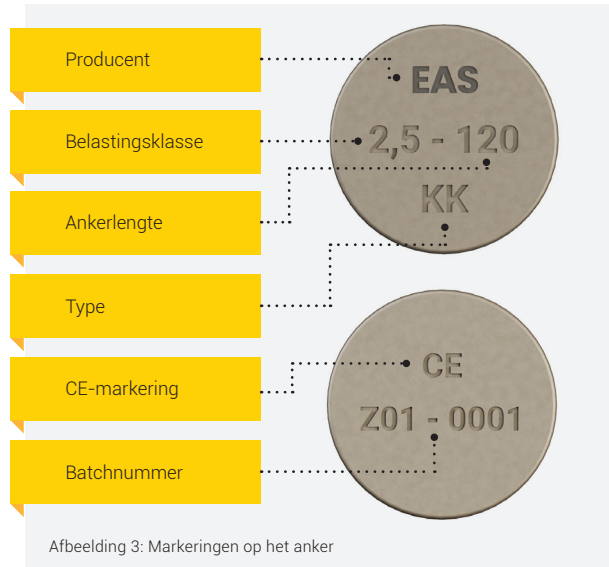 Producent
Belastingsklasse
Ankerlengte
Type
CE-markering
Batchnummer
EAS
2,5 - 120
KK
CE
Z01 - 0001
Afbeelding 3: Markeringen op het anker